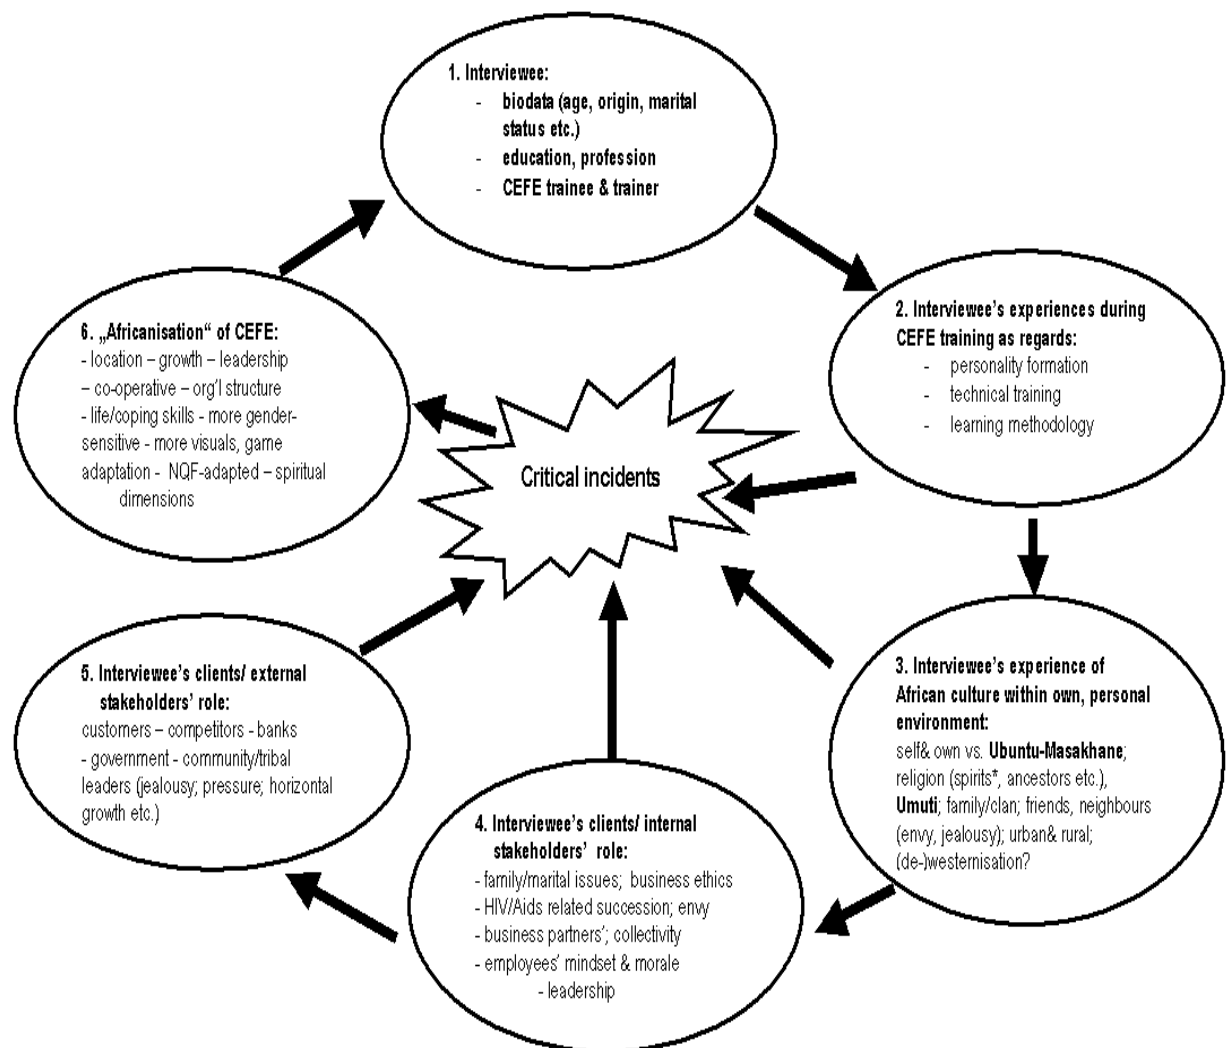 1. Interviewee:
- biodata (age, origin, marital
status etc.)
- education, profession
- CEFE trainee & trainer
2. Interviewee's experiences during
CEFE training as regards:
- personality formation
- technical training
- learning methodology
3. Interviewee's experience of
African culture within own, personal
environment:
self& own vs. Ubuntu-Masakhane;
religion (spirits*, ancestors etc.),
Umuti; family/clan; friends, neighbours
(envy, jealousy); urban& rural;
(de-)westernisation?
4. Interviewee's clients/ internal
stakeholders' role:
- family/marital issues; business ethics
- HIV/Aids related succession; envy
- business partners'; collectivity
- employees' mindset & morale
- leadership
5. Interviewee's clients/ external
stakeholders' role:
customers – competitors - banks
- government - community/tribal
leaders (jealousy; pressure; horizontal
growth etc.)
6. „Africanisation“ of CEFE:
- location – growth – leadership
– co-operative – org'l structure
- life/coping skills - more gender-
sensitive - more visuals, game
adaptation - NQF-adapted – spiritual
dimensions
Critical incidents